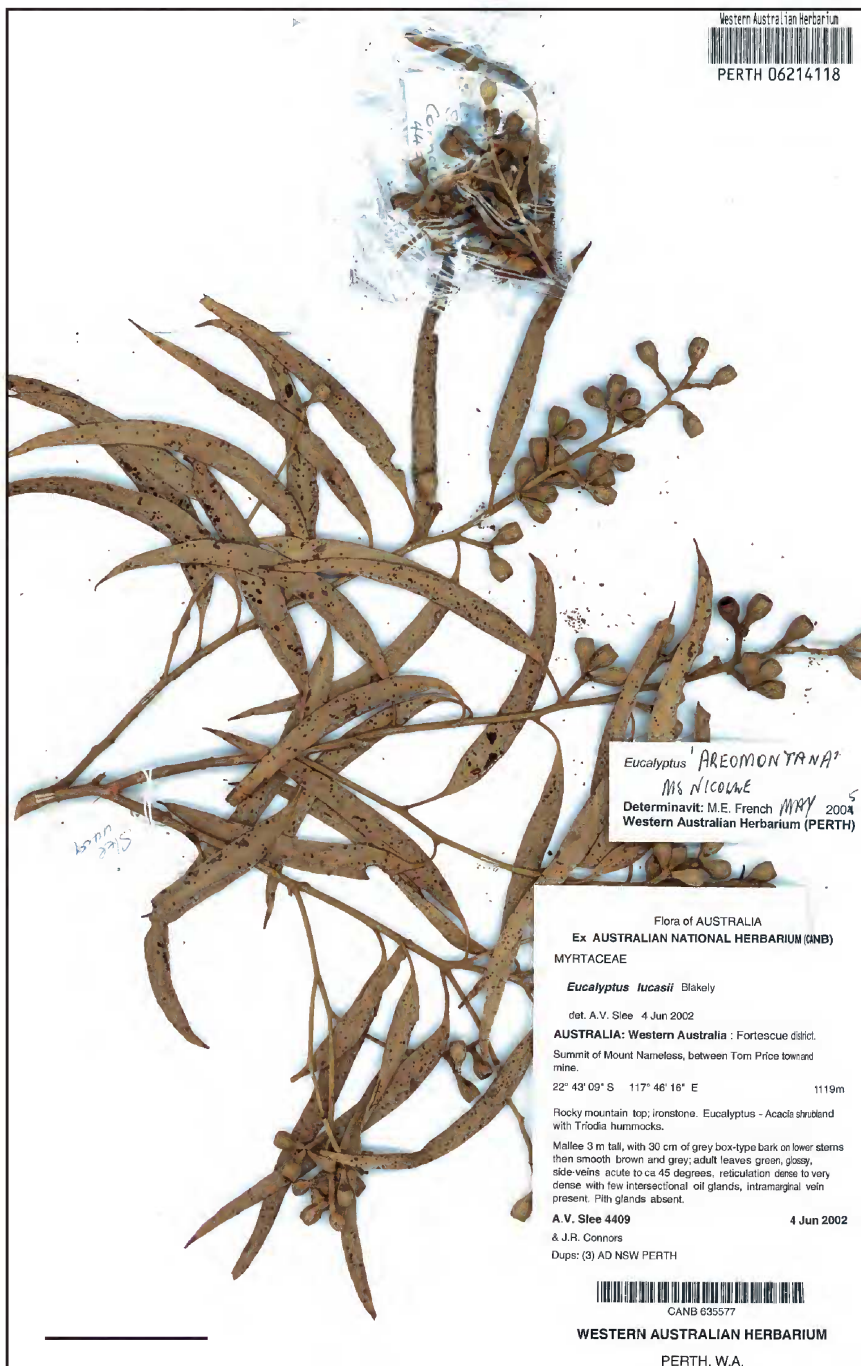 Western Australian Herbarium
PERTH 06214118
Eucalyptus 'AREOMONTANA'
MS NICOLLE
Determinavit: M.E. French MAY 2005
Western Australian Herbarium (PERTH)
Slee
4409
Flora of AUSTRALIA
Ex AUSTRALIAN NATIONAL HERBARIUM (CANB)
MYRTACEAE
Eucalyptus lucasii Blakely
det. A.V. Slee 4 Jun 2002
AUSTRALIA: Western Australia : Fortescue district.
Summit of Mount Nameless, between Tom Price town and
mine.
22° 43' 09" S 117° 46' 16" E 1119m
Rocky mountain top; ironstone. Eucalyptus - Acacia shrubland
with Triodia hummocks.
Mallee 3 m tall, with 30 cm of grey box-type bark on lower stems
then smooth brown and grey; adult leaves green, glossy,
side-veins acute to ca 45 degrees, reticulation dense to very
dense with few intersectional oil glands, intramarginal vein
present. Pith glands absent.
A.V. Slee 4409 4 Jun 2002
& J.R. Connors
Dups: (3) AD NSW PERTH
CANB 635577
WESTERN AUSTRALIAN HERBARIUM
PERTH, W.A.